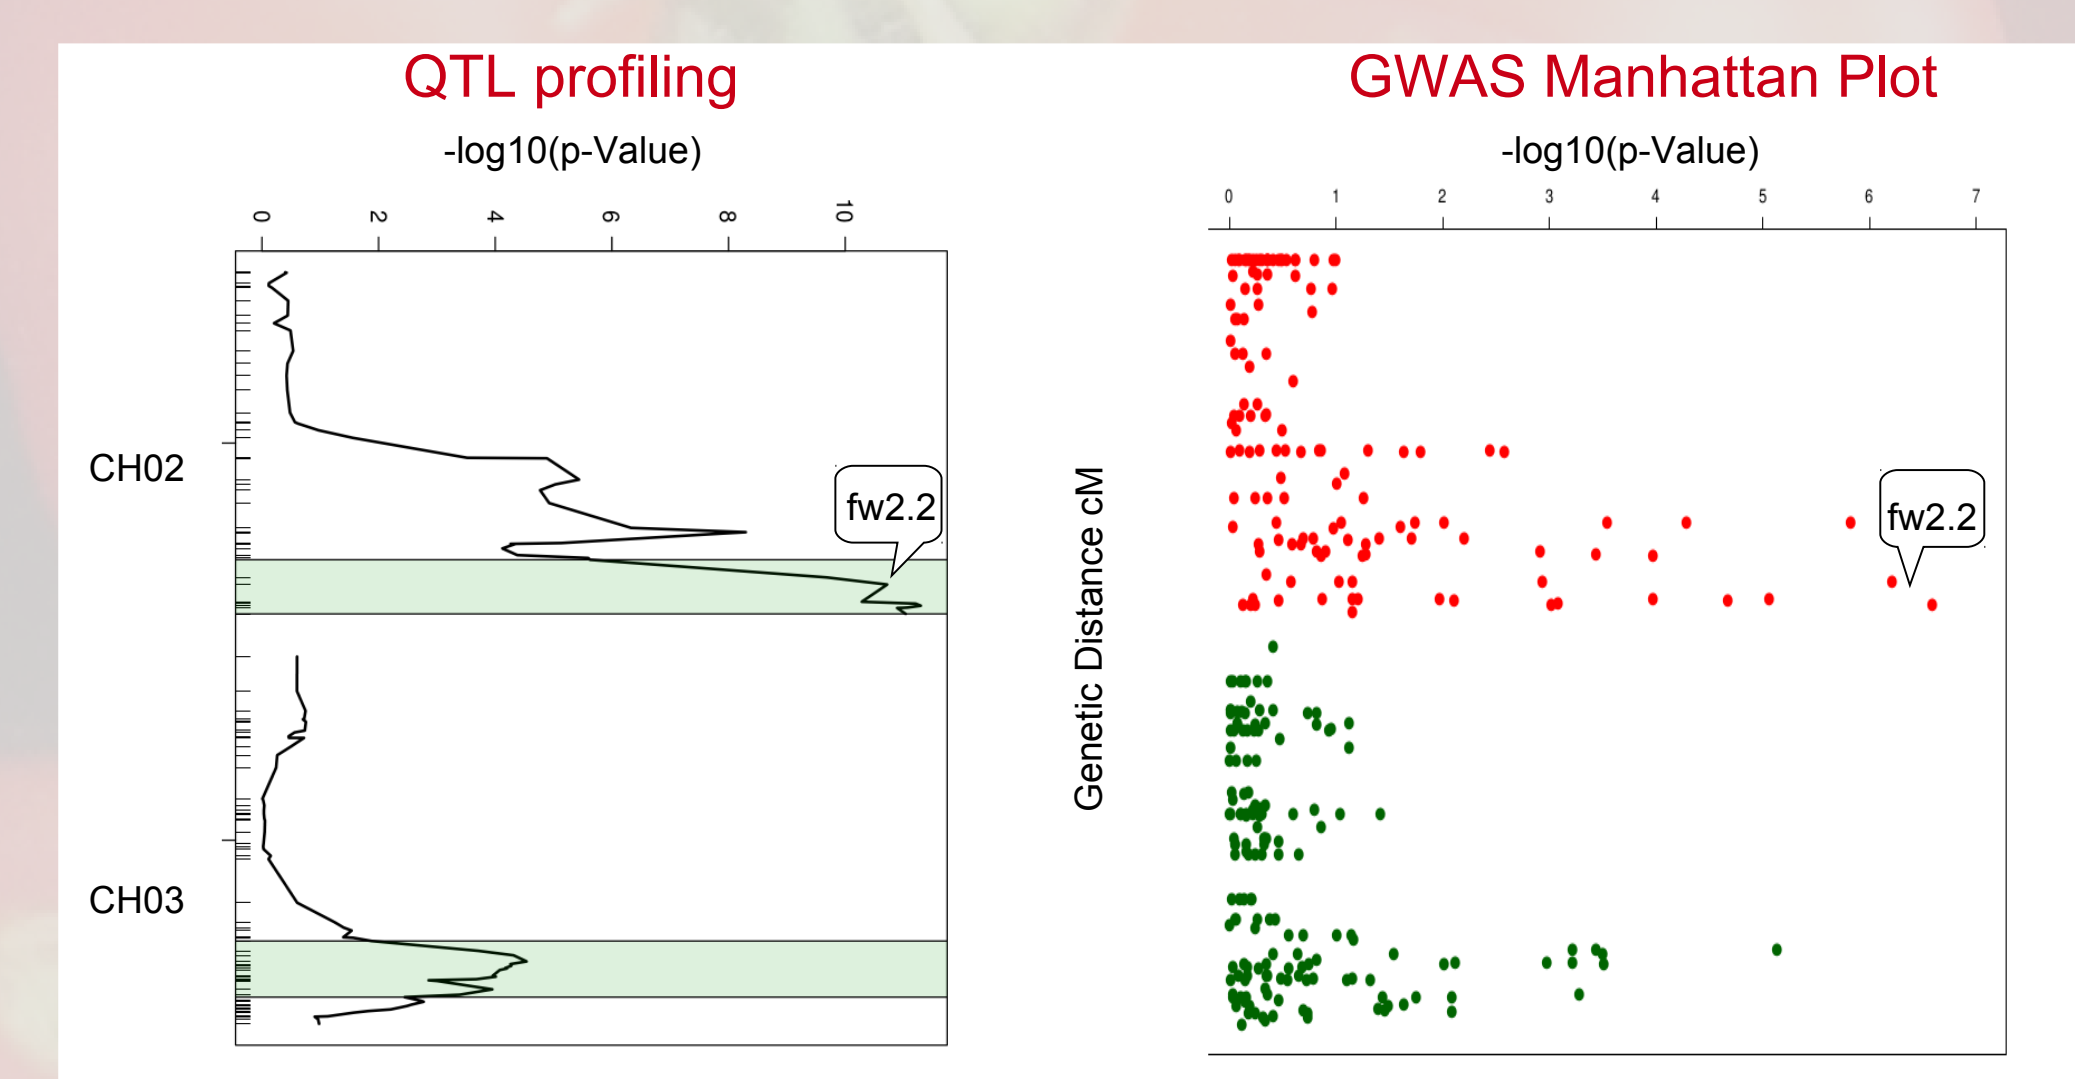 QTL profiling
-log10(p-Value)
0 2 4 6 8 10
CH02
fw2.2
CH03
GWAS Manhattan Plot
-log10(p-Value)
0 1 2 3 4 5 6 7
Genetic Distance cM
fw2.2